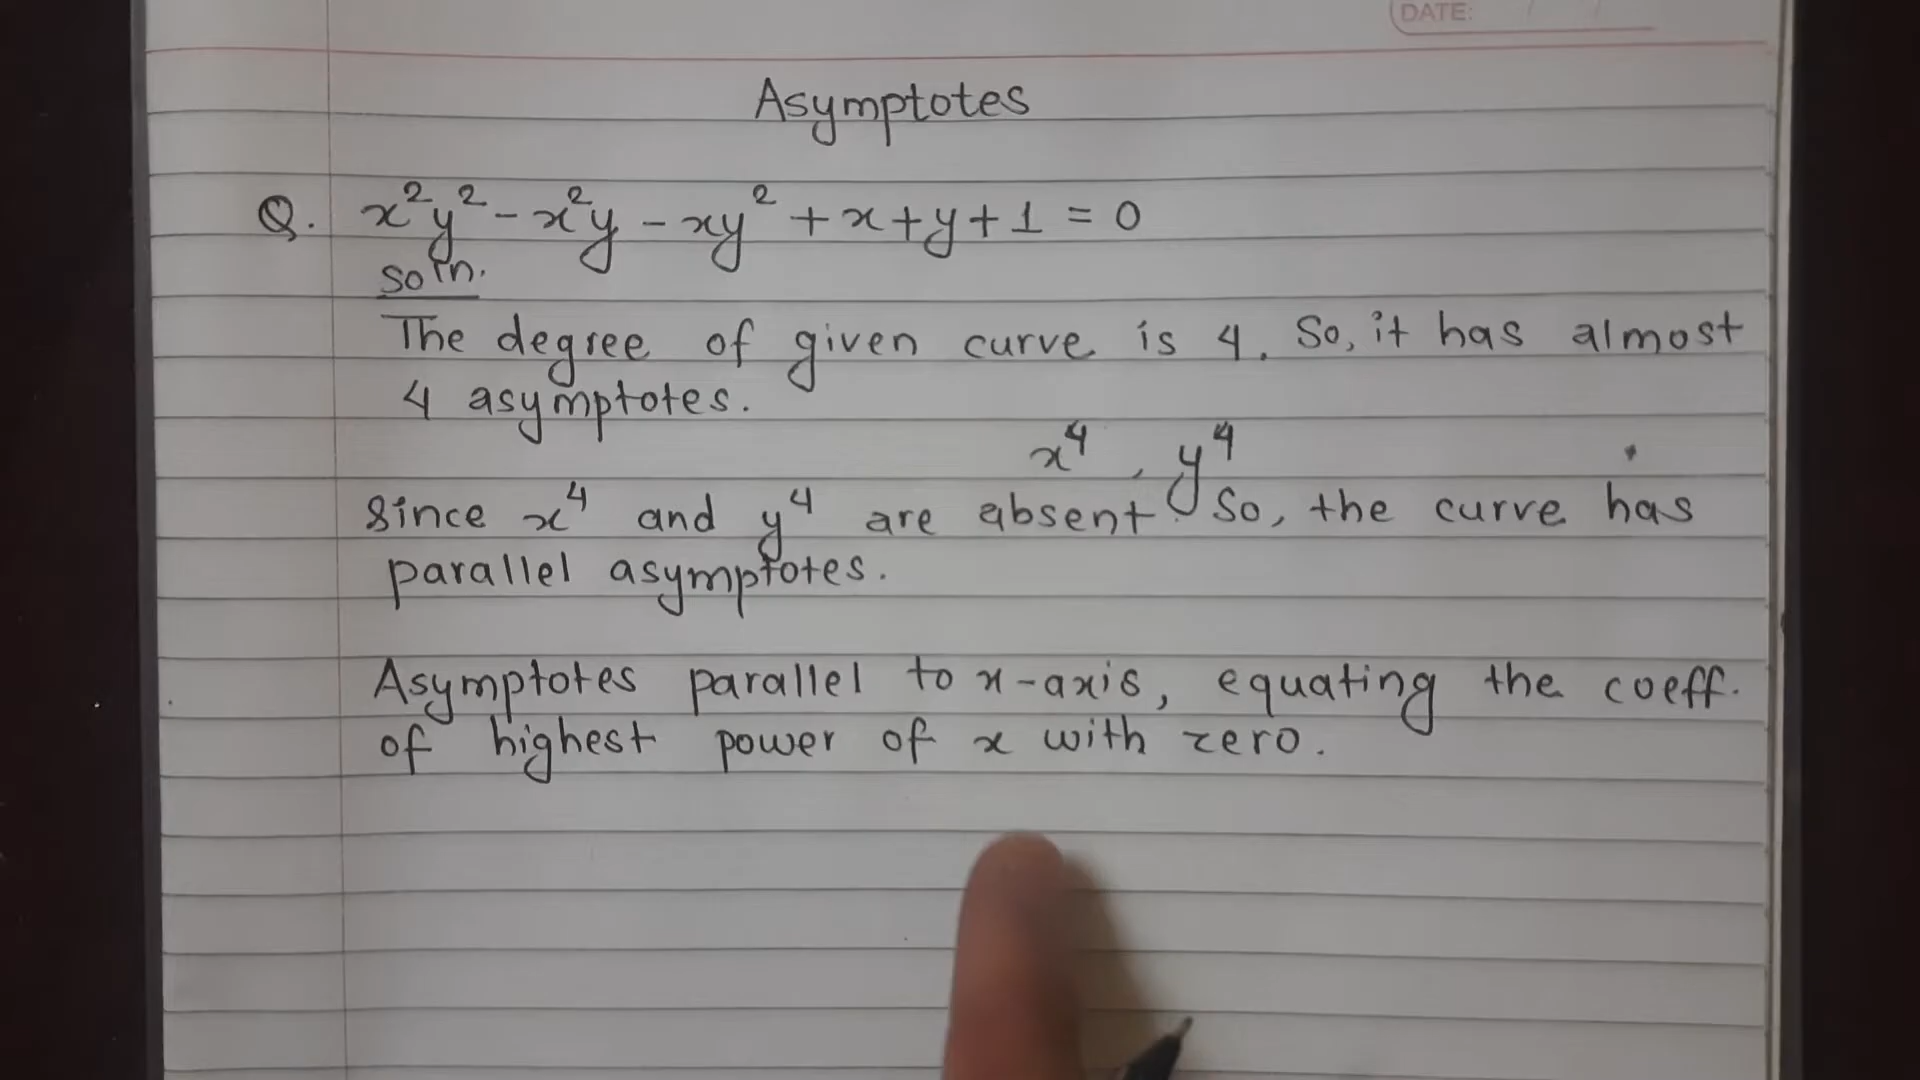 DATE:
Asymptotes
Q. x²y² - x²y - xy² + x + y + 1 = 0
soln.
The degree of given curve is 4. So, it has almost
4 asymptotes.
x⁴, y⁴
since x⁴ and y⁴ are absent. So, the curve has
parallel asymptotes.
Asymptotes parallel to x-axis, equating the coeff.
of highest power of x with zero.